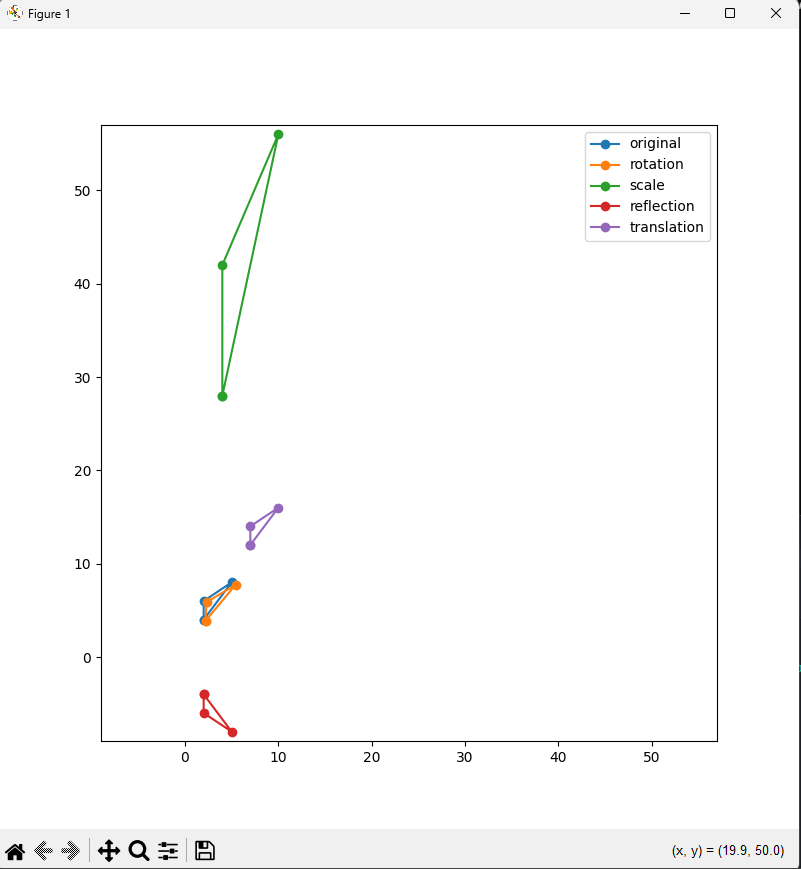 Figure 1
original
rotation
scale
reflection
translation
50
40
30
20
10
0
0 10 20 30 40 50
(x, y) = (19.9, 50.0)